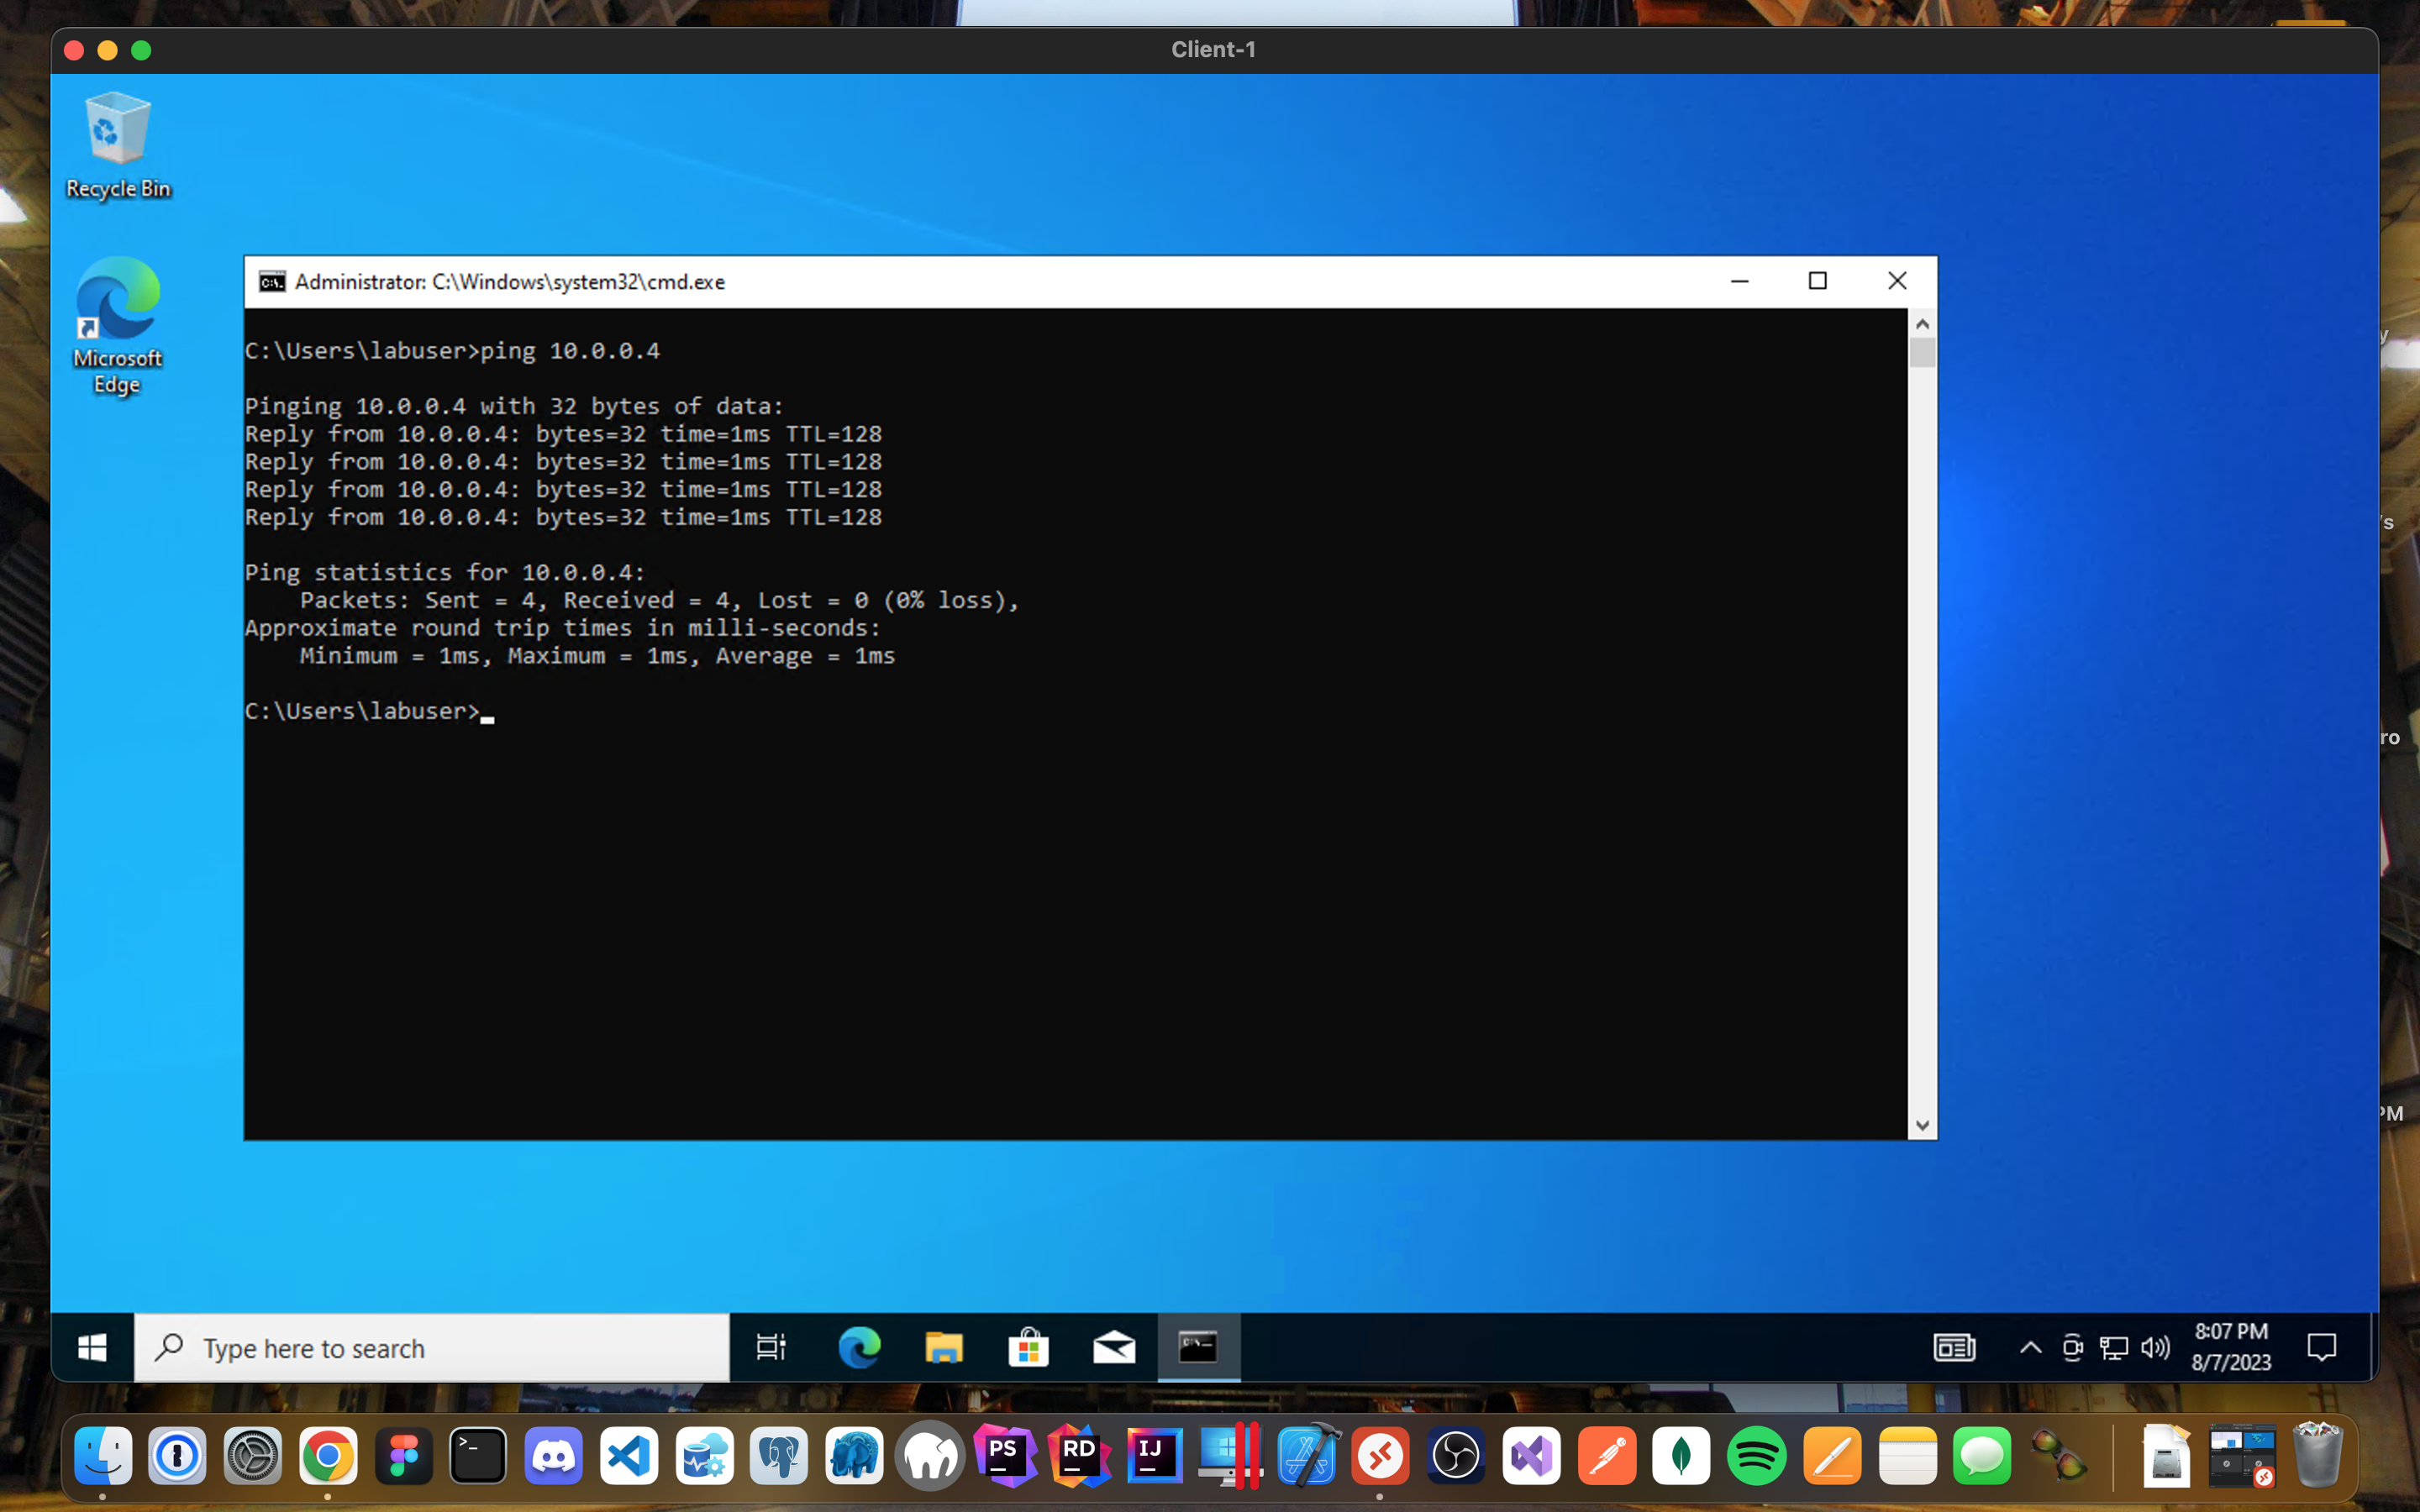 Client-1
Recycle Bin
Microsoft
Edge
Administrator: C:\Windows\system32\cmd.exe
C:\Users\labuser>ping 10.0.0.4
Pinging 10.0.0.4 with 32 bytes of data:
Reply from 10.0.0.4: bytes=32 time=1ms TTL=128
Reply from 10.0.0.4: bytes=32 time=1ms TTL=128
Reply from 10.0.0.4: bytes=32 time=1ms TTL=128
Reply from 10.0.0.4: bytes=32 time=1ms TTL=128
Ping statistics for 10.0.0.4:
Packets: Sent = 4, Received = 4, Lost = 0 (0% loss),
Approximate round trip times in milli-seconds:
Minimum = 1ms, Maximum = 1ms, Average = 1ms
C:\Users\labuser>
y
's
ro
PM
Type here to search
8:07 PM
8/7/2023
PS
RD
IJ